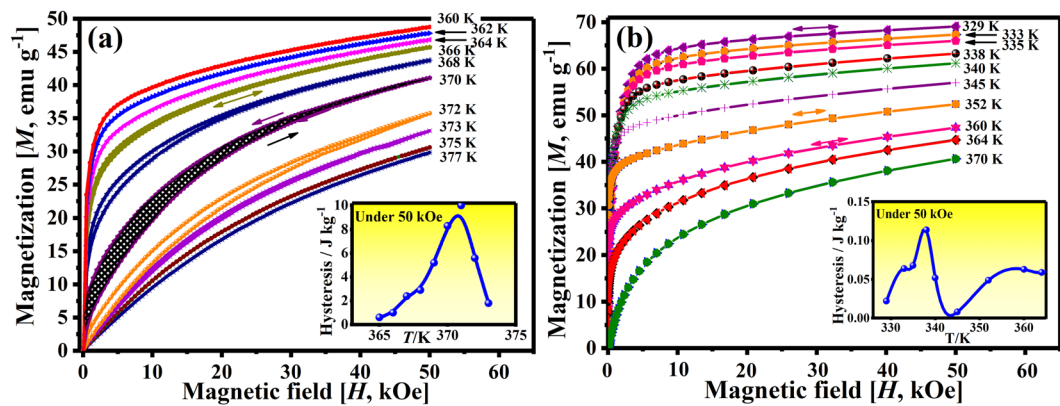 (a)
Magnetization [M, emu g-1]
50
45
40
35
30
25
20
15
10
5
0
360 K
362 K
364 K
366 K
368 K
370 K
372 K
373 K
375 K
377 K
Hysteresis / J kg-1
10
8
6
4
2
0
Under 50 kOe
365 370 375
T/K
0 10 20 30 40 50 60
Magnetic field [H, kOe]
(b)
Magnetization [M, emu g-1]
70
60
50
40
30
20
10
0
329 K
333 K
335 K
338 K
340 K
345 K
352 K
360 K
364 K
370 K
Hysteresis / J kg-1
0.15
0.10
0.05
0.00
Under 50 kOe
330 340 350 360
T/K
0 10 20 30 40 50 60
Magnetic field [H, kOe]